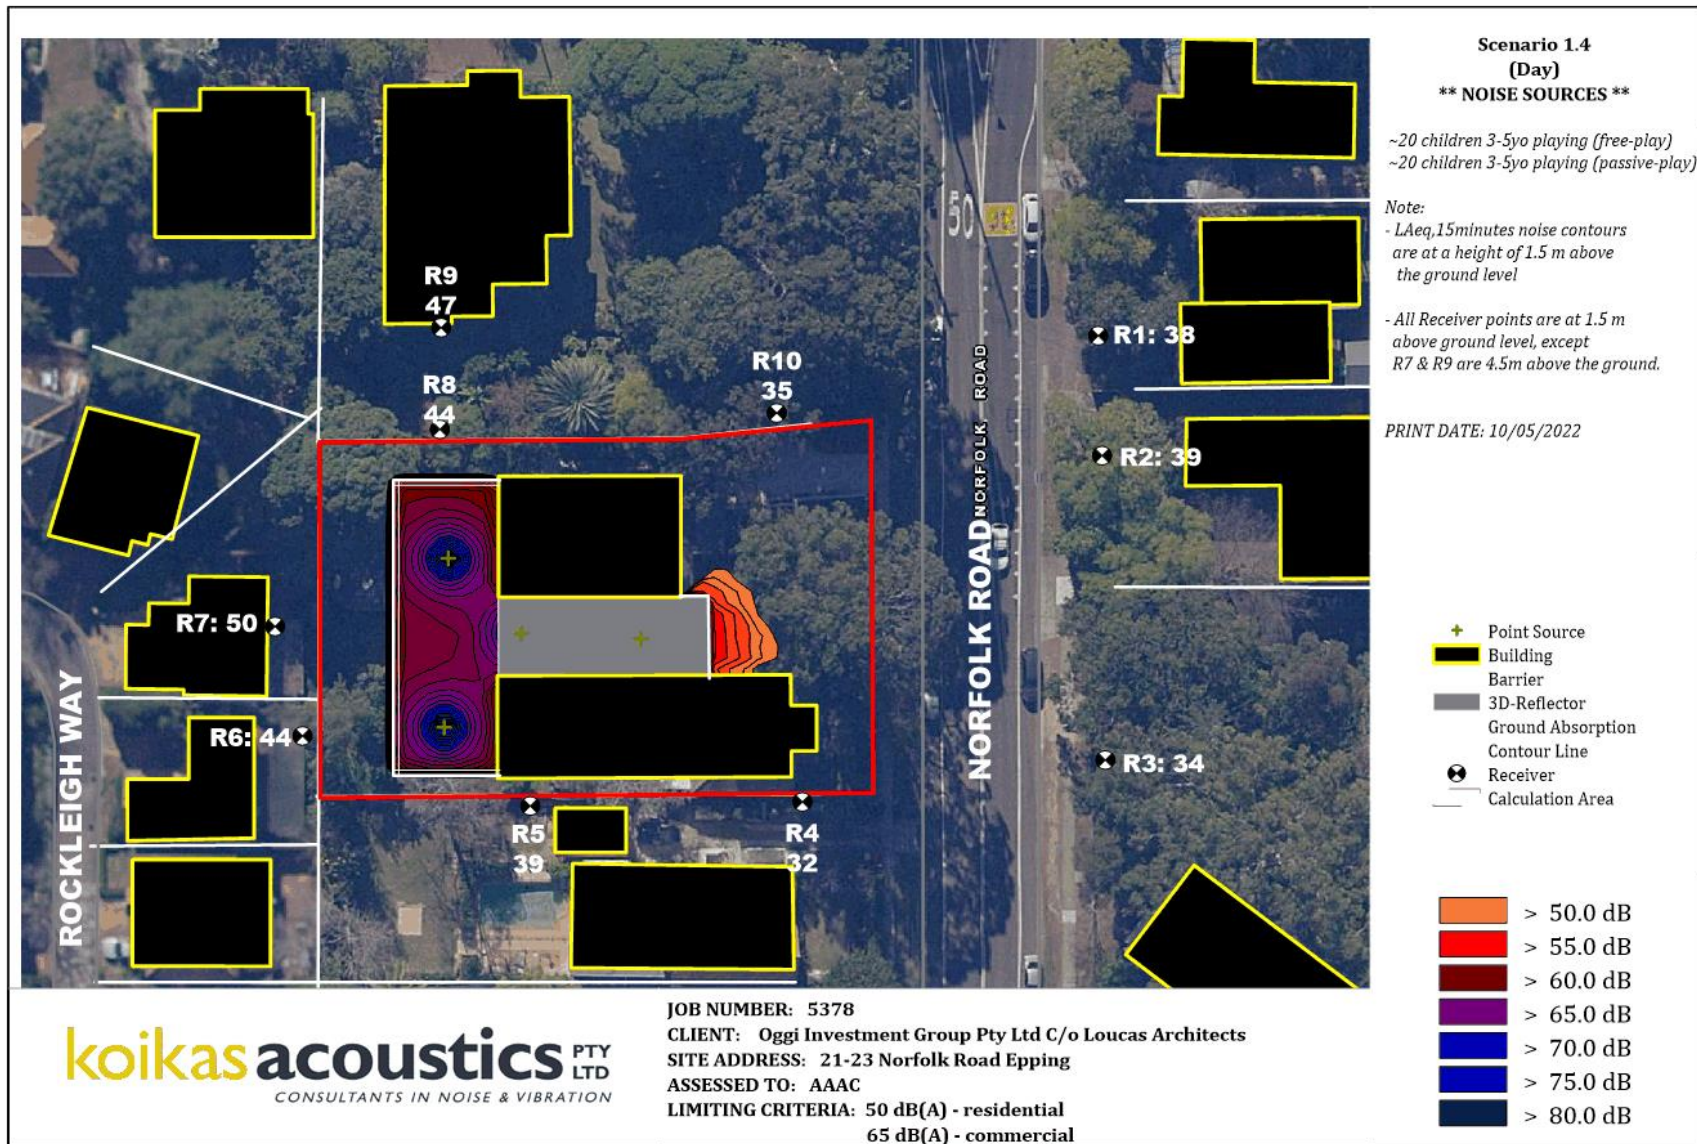 Scenario 1.4
(Day)
** NOISE SOURCES **
~20 children 3-5yo playing (free-play)
~20 children 3-5yo playing (passive-play)
Note:
- LAeq,15minutes noise contours
are at a height of 1.5 m above
the ground level
- All Receiver points are at 1.5 m
above ground level, except
R7 & R9 are 4.5m above the ground.
PRINT DATE: 10/05/2022
R9
47
R8
44
R10
35
R1: 38
R2: 39
R3: 34
R7: 50
R6: 44
R5
39
R4
32
ROCKLEIGH WAY
NORFOLK ROAD
NORFOLK ROAD
50
Point Source
Building
Barrier
3D-Reflector
Ground Absorption
Contour Line
Receiver
Calculation Area
> 50.0 dB
> 55.0 dB
> 60.0 dB
> 65.0 dB
> 70.0 dB
> 75.0 dB
> 80.0 dB
koikas acoustics PTY
LTD
CONSULTANTS IN NOISE & VIBRATION
JOB NUMBER: 5378
CLIENT: Oggi Investment Group Pty Ltd C/o Loucas Architects
SITE ADDRESS: 21-23 Norfolk Road Epping
ASSESSED TO: AAAC
LIMITING CRITERIA: 50 dB(A) - residential
65 dB(A) - commercial